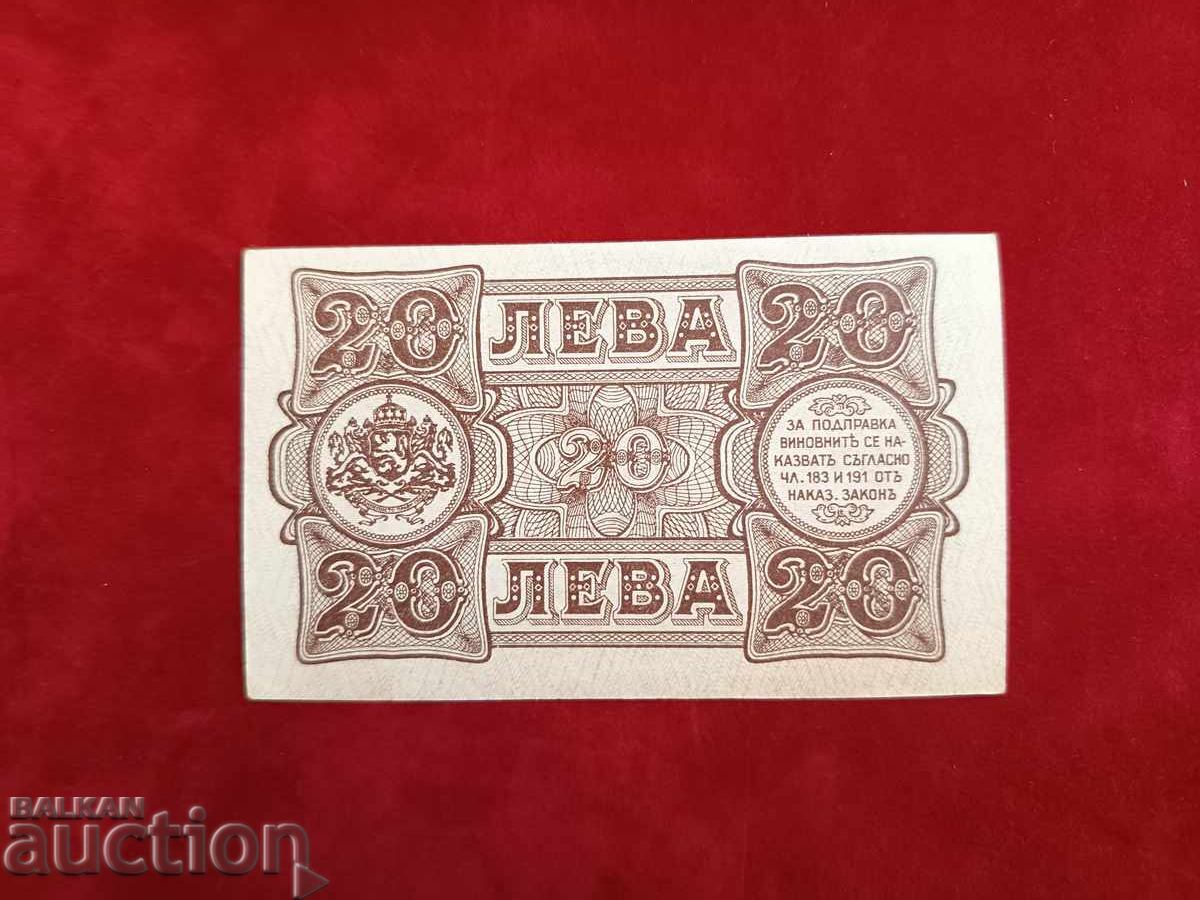 20 ЛЕВА 20
20
ЗА ПОДПРАВКА
ВИНОВНИТѢ СЕ НА-
КАЗВАТЪ СЪГЛАСНО
ЧЛ. 183 И 191 ОТЪ
НАКАЗ. ЗАКОНЪ
20 ЛЕВА 20
BALKAN
auction